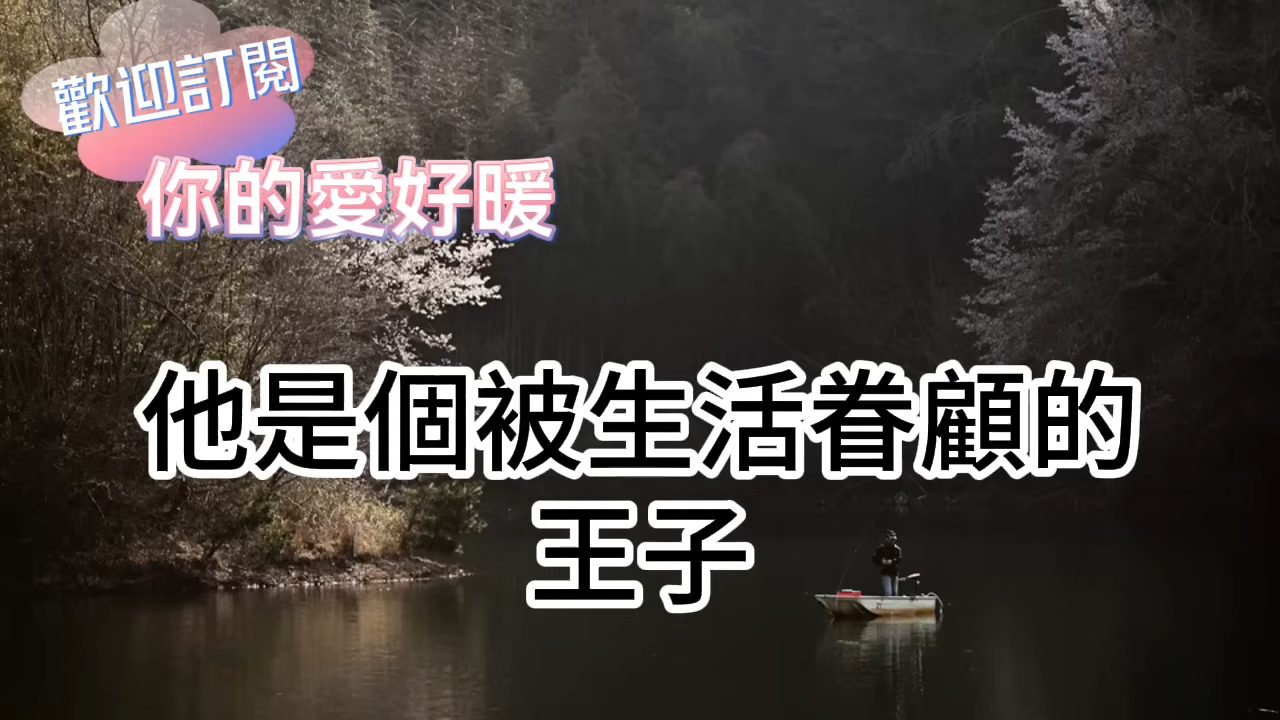 歡迎訂閱
你的愛好暖
他是個被生活眷顧的
王子